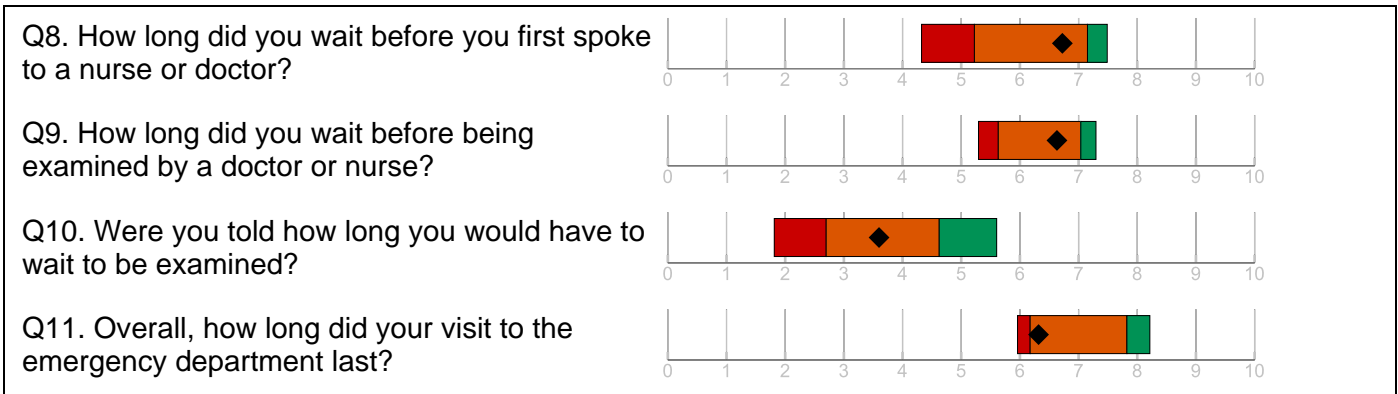 Q8. How long did you wait before you first spoke
to a nurse or doctor?
0 1 2 3 4 5 6 7 8 9 10
Q9. How long did you wait before being
examined by a doctor or nurse?
0 1 2 3 4 5 6 7 8 9 10
Q10. Were you told how long you would have to
wait to be examined?
0 1 2 3 4 5 6 7 8 9 10
Q11. Overall, how long did your visit to the
emergency department last?
0 1 2 3 4 5 6 7 8 9 10